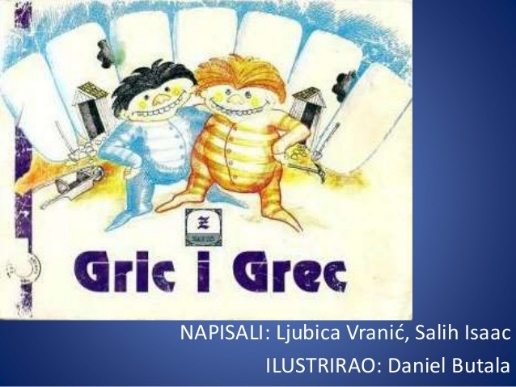 Gric i Grec
NAPISALI: Ljubica Vranić, Salih Isaac
ILUSTRIRAO: Daniel Butala